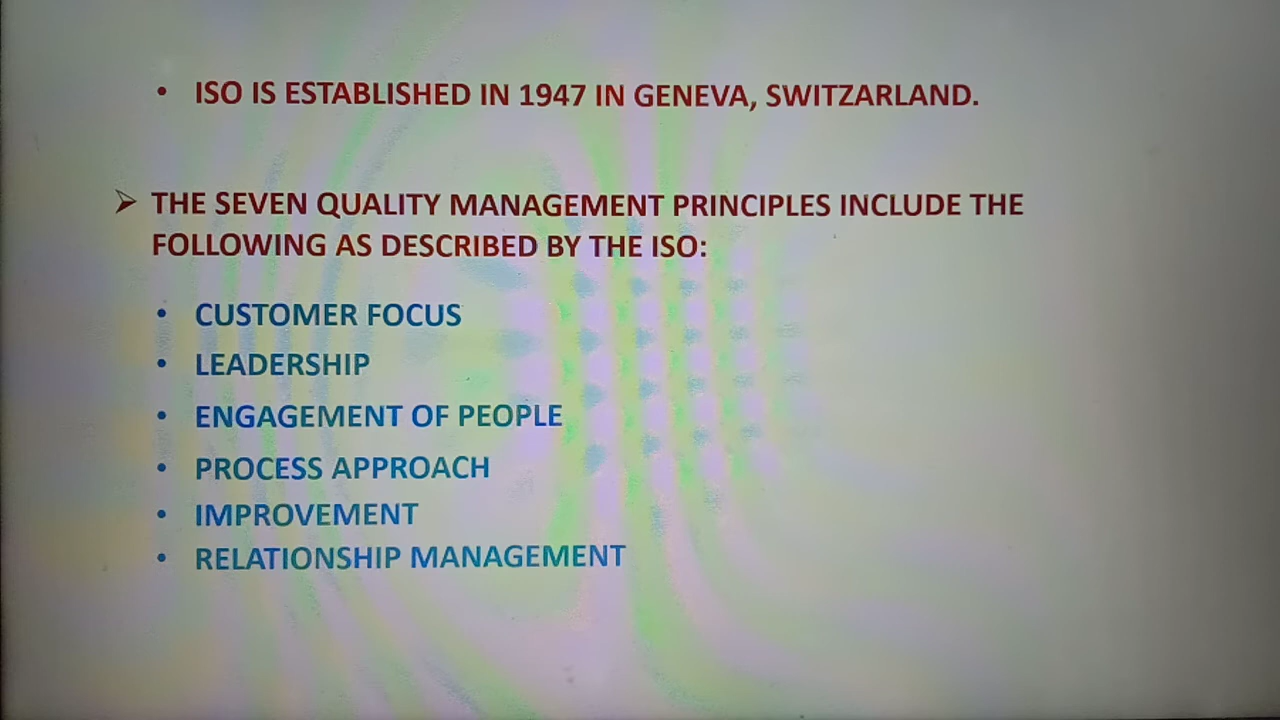 • ISO IS ESTABLISHED IN 1947 IN GENEVA, SWITZARLAND.
➢ THE SEVEN QUALITY MANAGEMENT PRINCIPLES INCLUDE THE
FOLLOWING AS DESCRIBED BY THE ISO:
• CUSTOMER FOCUS
• LEADERSHIP
• ENGAGEMENT OF PEOPLE
• PROCESS APPROACH
• IMPROVEMENT
• RELATIONSHIP MANAGEMENT